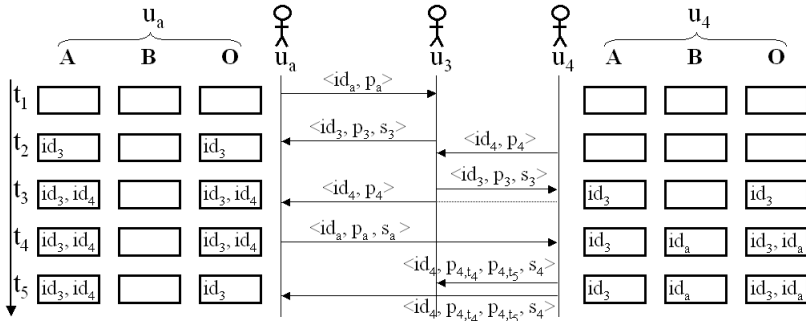 u_a u_4
A B O A B O
u_a u_3 u_4
t_1 <id_a, p_a>
t_2 id_3 id_3 <id_3, p_3, s_3> <id_4, p_4>
t_3 id_3, id_4 id_3, id_4 <id_4, p_4> <id_3, p_3, s_3> id_3 id_3
t_4 id_3, id_4 id_3, id_4 <id_a, p_a, s_a> id_3 id_a id_3, id_a
<id_4, p_4,t_4, p_4,t_5, s_4>
t_5 id_3, id_4 id_3 id_3 id_a id_3, id_a
<id_4, p_4,t_4, p_4,t_5, s_4>